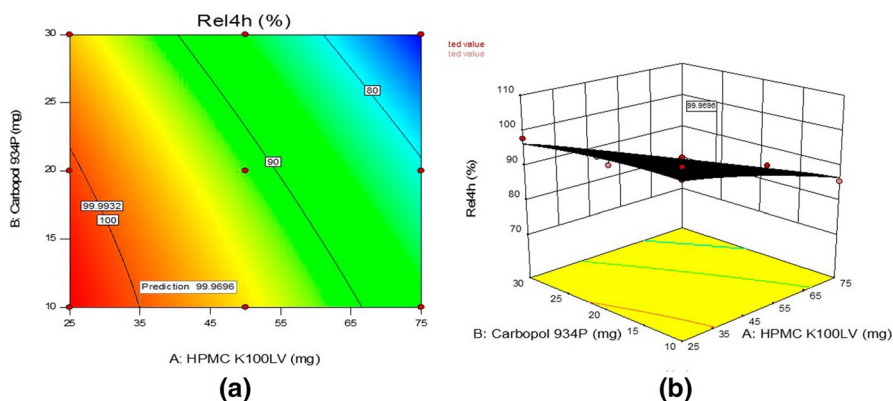 Rel4h (%)
30
25
20
15
10
B: Carbopol 934P (mg)
80
90
99.9932
100
Prediction 99.9696
25
35
45
55
65
75
A: HPMC K100LV (mg)
(a)
ted value
ted value
110
100
90
80
70
Rel4h (%)
99.9696
30
25
20
15
10
B: Carbopol 934P (mg)
25
35
45
55
65
75
A: HPMC K100LV (mg)
(b)